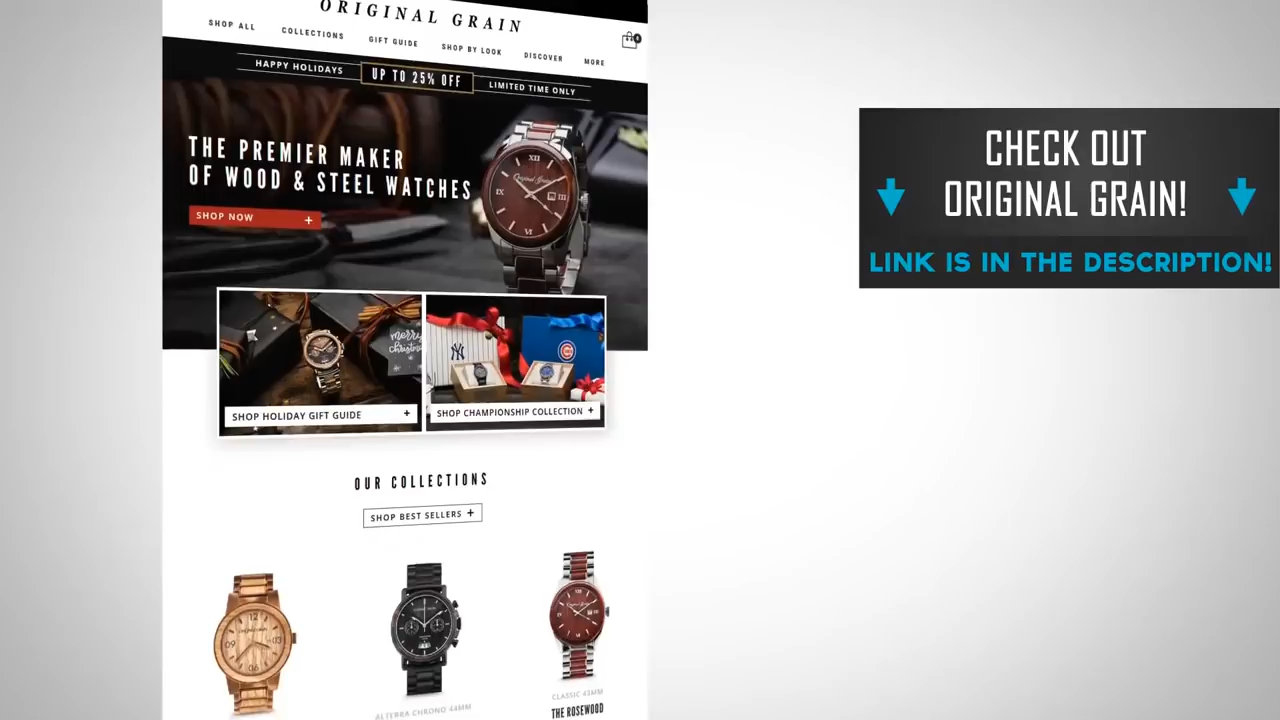 ORIGINAL GRAIN
SHOP ALL COLLECTIONS GIFT GUIDE SHOP BY LOOK DISCOVER MORE
HAPPY HOLIDAYS UP TO 25% OFF LIMITED TIME ONLY
THE PREMIER MAKER
OF WOOD & STEEL WATCHES
SHOP NOW +
merry
christmas
SHOP HOLIDAY GIFT GUIDE +
SHOP CHAMPIONSHIP COLLECTION +
OUR COLLECTIONS
SHOP BEST SELLERS +
ALTERRA CHRONO 44MM
CLASSIC 43MM
THE ROSEWOOD
CHECK OUT
ORIGINAL GRAIN!
LINK IS IN THE DESCRIPTION!